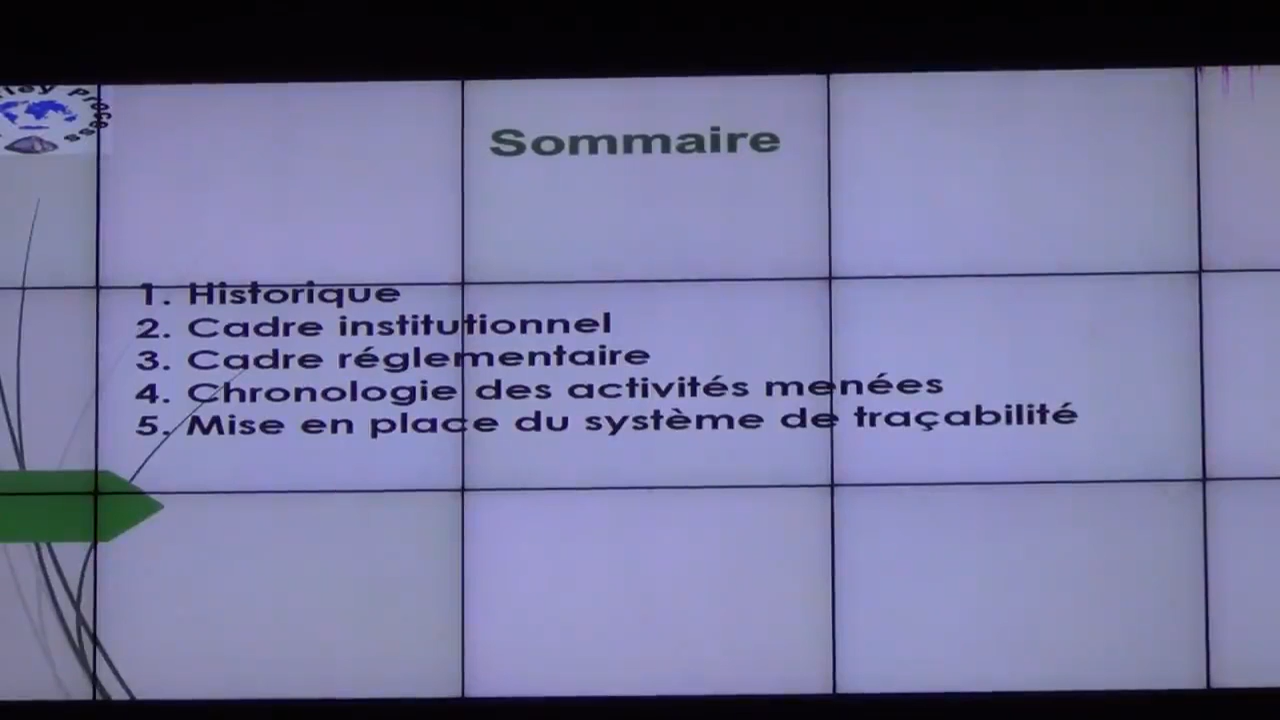 Process
Sommaire
1. Historique
2. Cadre institutionnel
3. Cadre réglementaire
4. Chronologie des activités menées
5. Mise en place du système de traçabilité